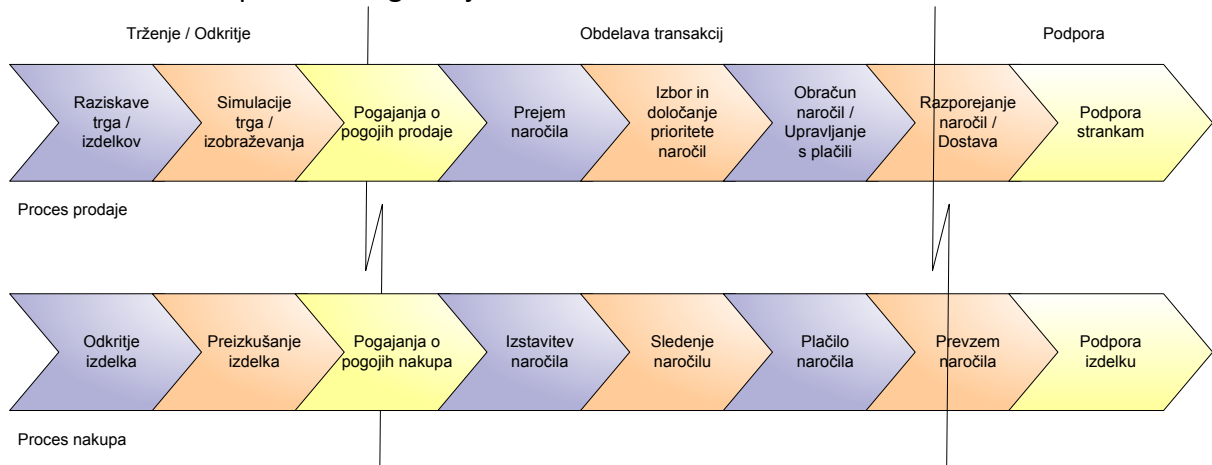 Trženje / Odkritje
Obdelava transakcij
Podpora
Raziskave
trga /
izdelkov
Simulacije
trga /
izobraževanja
Pogajanja o
pogojih prodaje
Prejem
naročila
Izbor in
določanje
prioritete
naročil
Obračun
naročil /
Upravljanje
s plačili
Razporejanje
naročil /
Dostava
Podpora
strankam
Proces prodaje
Odkritje
izdelka
Preizkušanje
izdelka
Pogajanja o
pogojih nakupa
Izstavitev
naročila
Sledenje
naročilu
Plačilo
naročila
Prevzem
naročila
Podpora
izdelku
Proces nakupa